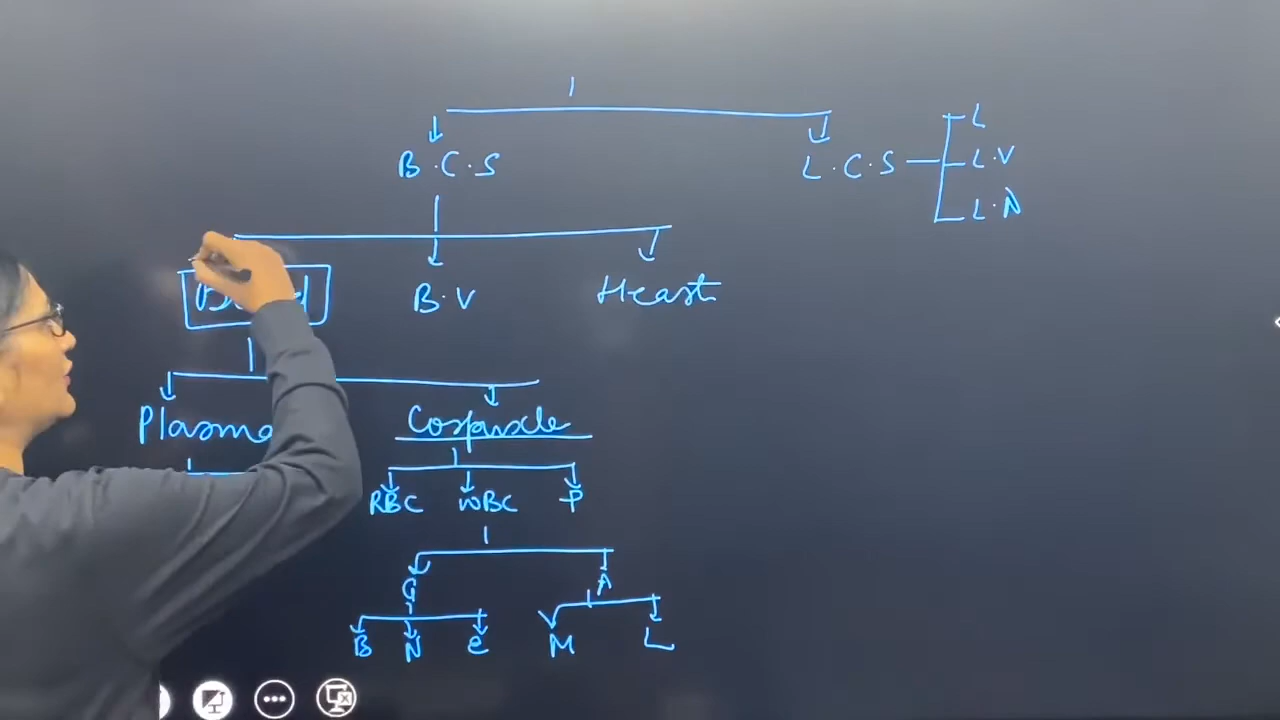 B.C.S
L.C.S
L
L.V
L.N
B.V
Heart
Plasma
Corpuscle
RBC WBC P
G A
B N e M L